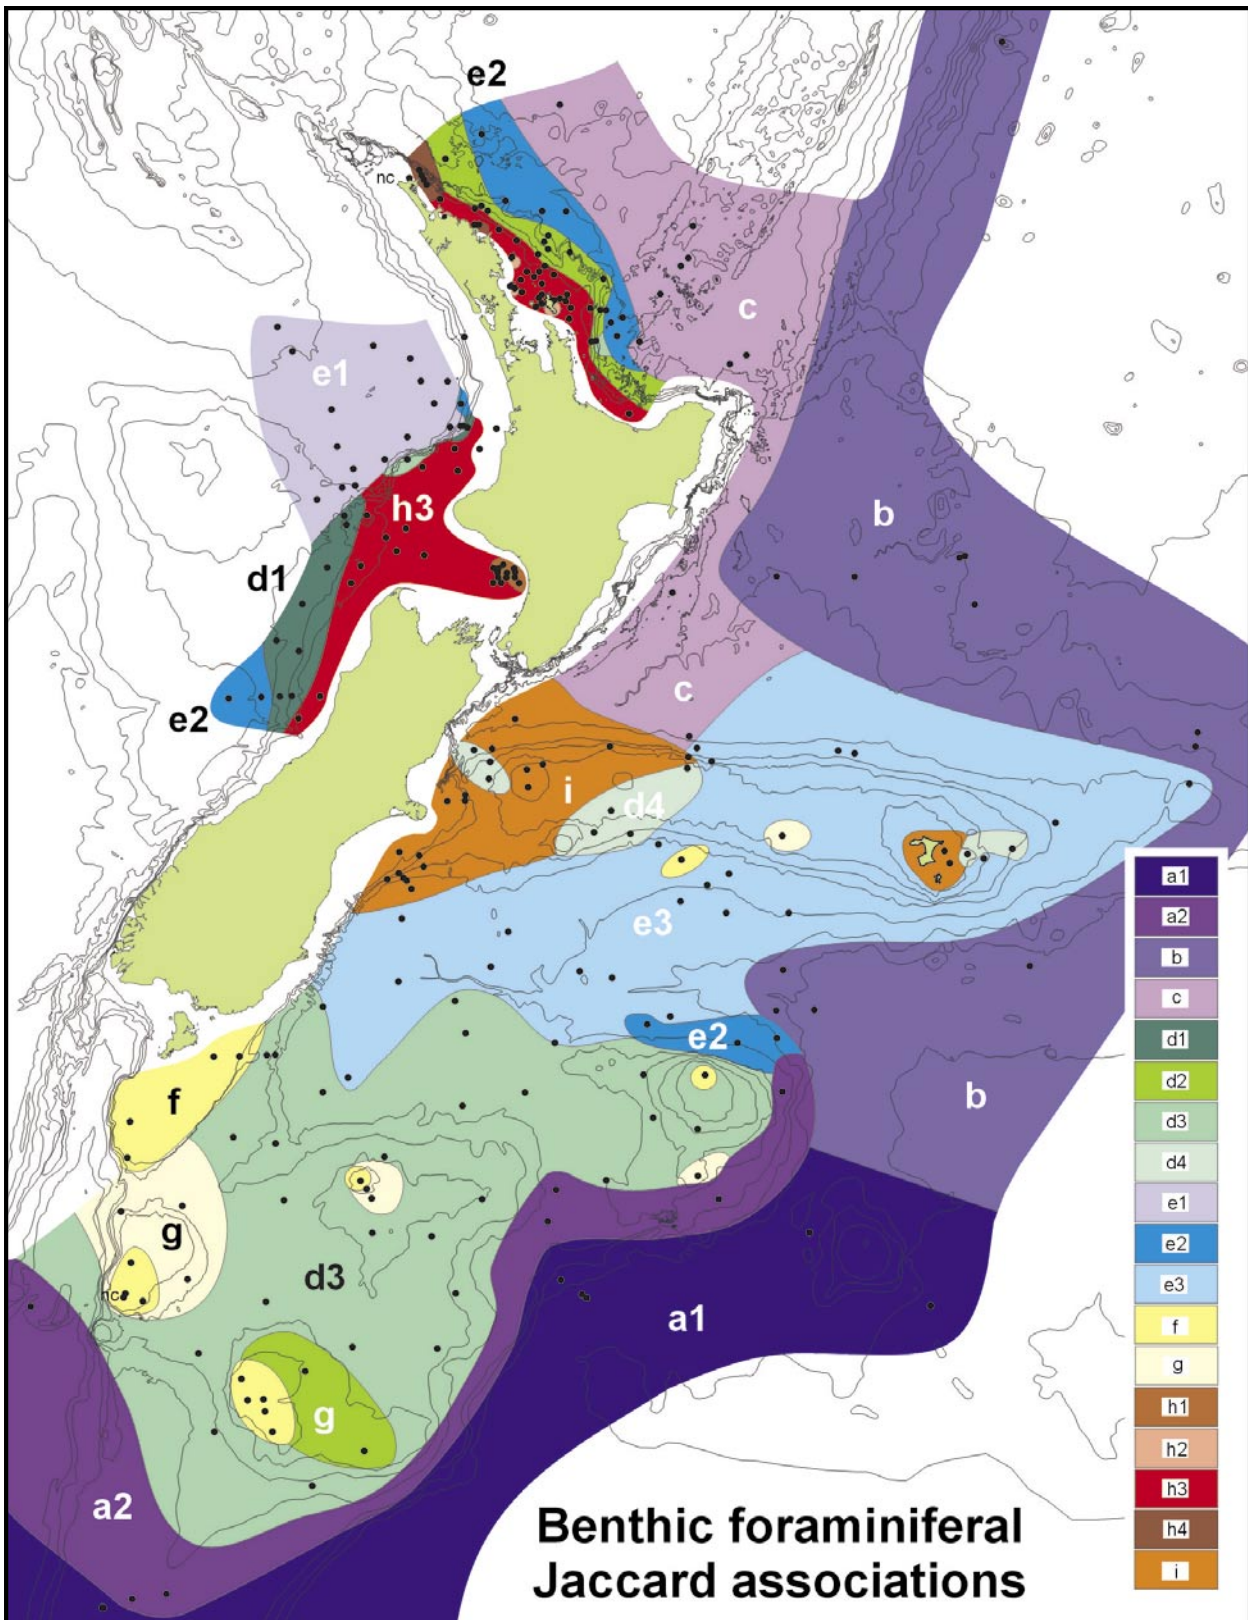 e2
nc
c
e1
h3
b
d1
c
e2
i
d4
e3
e2
b
f
g
d3
nc
a1
g
a2
a1
a2
b
c
d1
d2
d3
d4
e1
e2
e3
f
g
h1
h2
h3
h4
i
Benthic foraminiferal
Jaccard associations